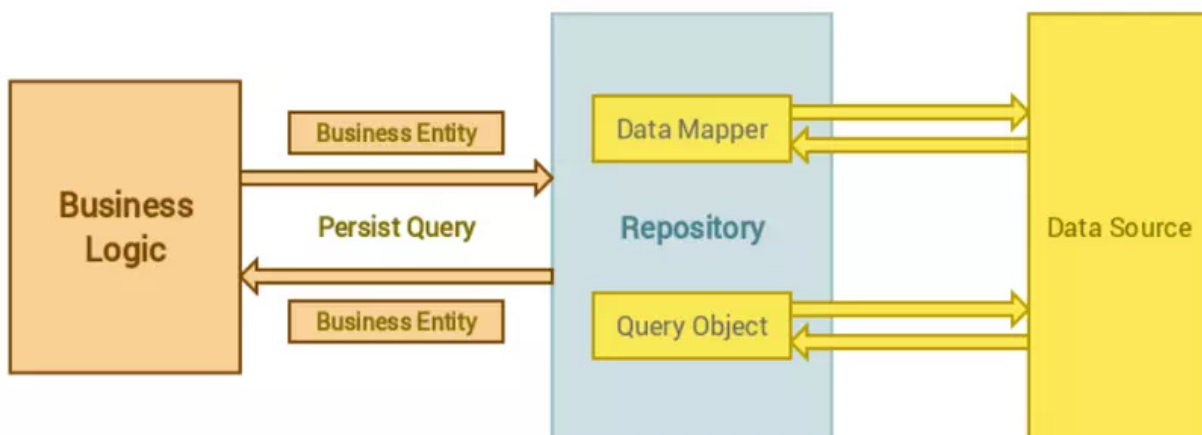 Business Entity
Data Mapper
Business
Logic
Persist Query
Repository
Data Source
Business Entity
Query Object